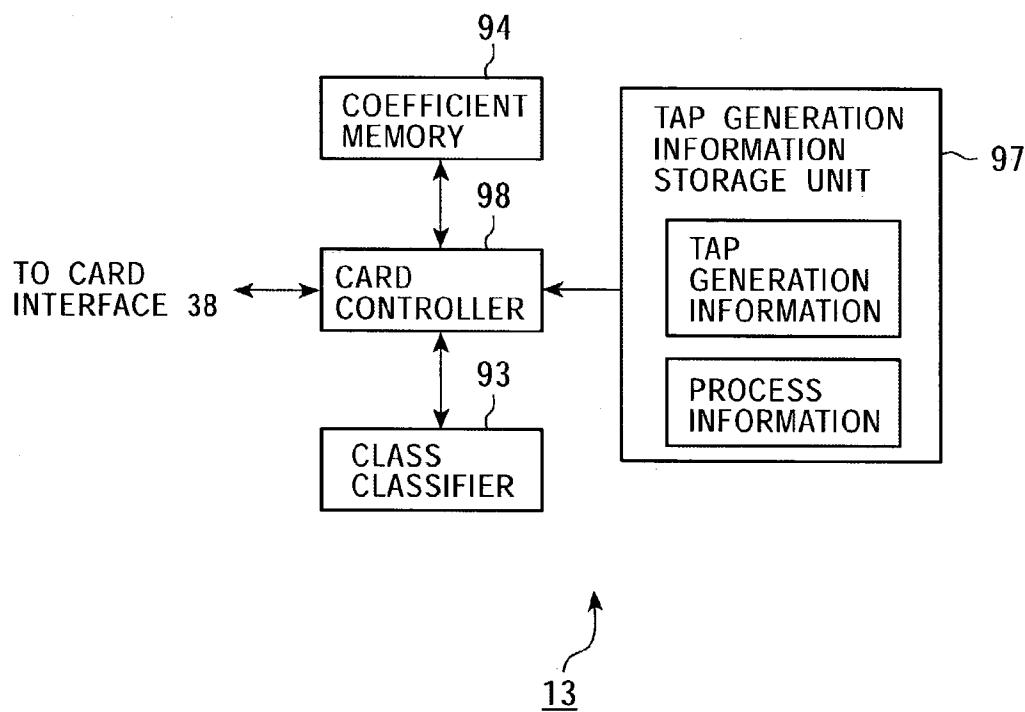 94
COEFFICIENT
MEMORY
98
TO CARD
INTERFACE 38
CARD
CONTROLLER
93
CLASS
CLASSIFIER
TAP GENERATION
INFORMATION
STORAGE UNIT
97
TAP
GENERATION
INFORMATION
PROCESS
INFORMATION
13